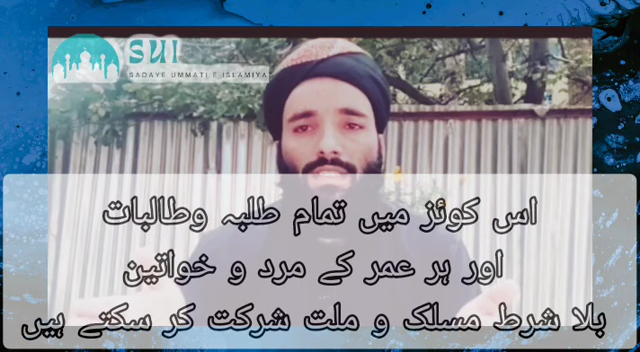 SUI
SADAYE UMMATI E ISLAMIYA
اس کوئز میں تمام طلبہ وطالبات
اور ہر عمر کے مرد و خواتین
بلا شرط مسلک و ملت شرکت کر سکتے ہیں